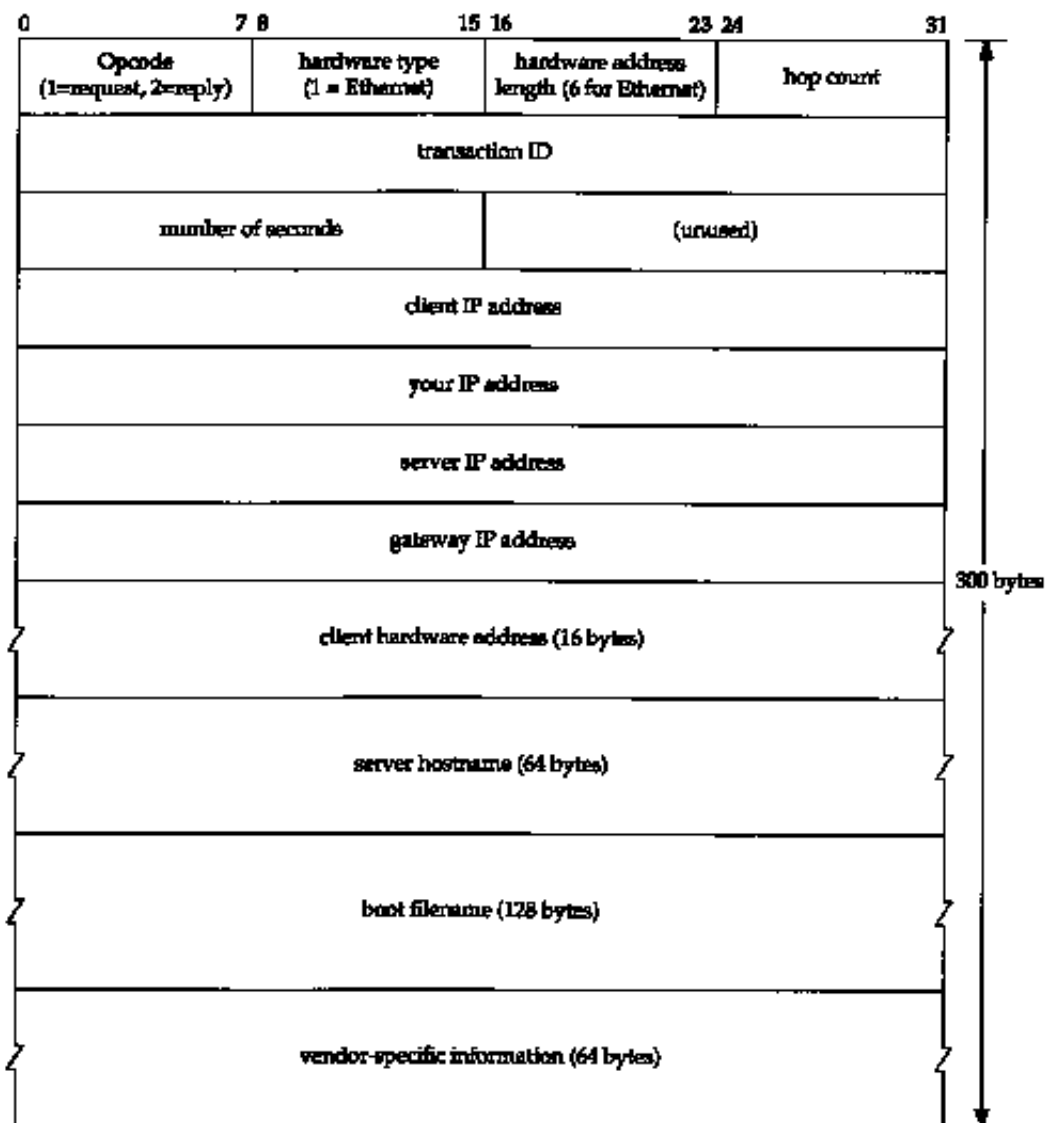 0 7 8 15 16 23 24 31
Opcode hardware type hardware address hop count
(1=request, 2=reply) (1 = Ethernet) length (6 for Ethernet)
transaction ID
number of seconds (unused)
client IP address
your IP address
server IP address
gateway IP address
300 bytes
client hardware address (16 bytes)
server hostname (64 bytes)
boot filename (128 bytes)
vendor-specific information (64 bytes)